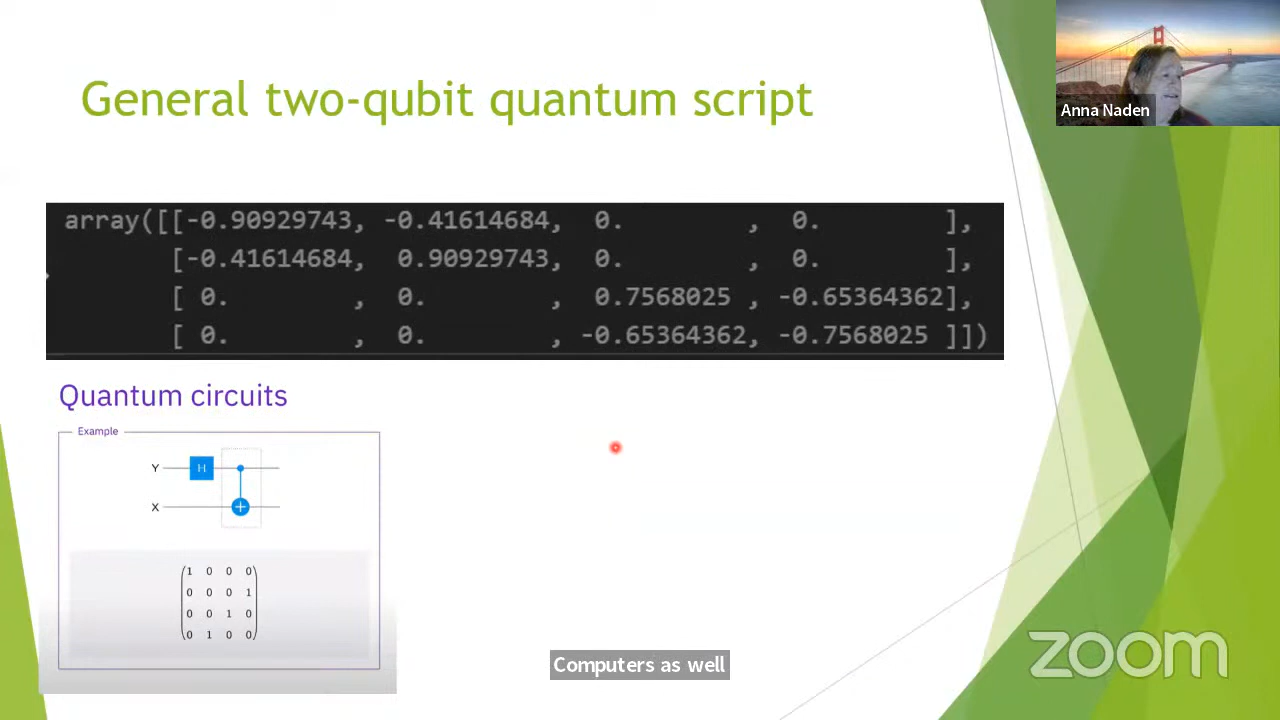 General two-qubit quantum script
Anna Naden
array([[-0.90929743, -0.41614684, 0. , 0. ],
[-0.41614684, 0.90929743, 0. , 0. ],
[ 0. , 0. , 0.7568025 , -0.65364362],
[ 0. , 0. , -0.65364362, -0.7568025 ]])
Quantum circuits
Example
Y H
X
1 0 0 0
0 0 0 1
0 0 1 0
0 1 0 0
Computers as well
zoom